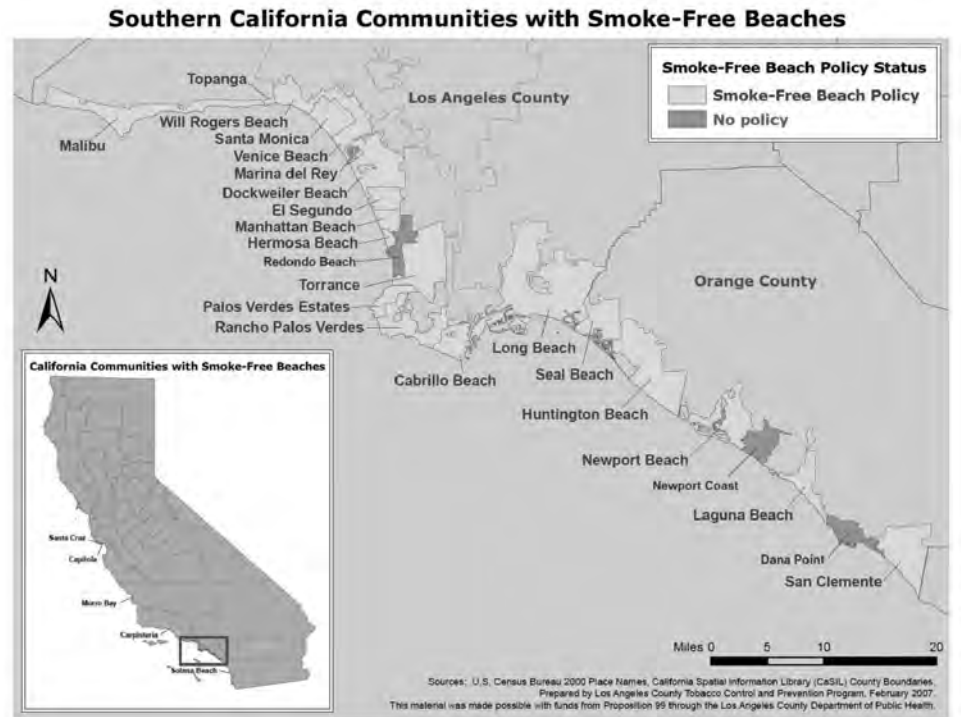 Southern California Communities with Smoke-Free Beaches
Smoke-Free Beach Policy Status
Smoke-Free Beach Policy
No policy
Los Angeles County
Topanga
Malibu
Will Rogers Beach
Santa Monica
Venice Beach
Marina del Rey
Dockweiler Beach
El Segundo
Manhattan Beach
Hermosa Beach
Redondo Beach
Torrance
Palos Verdes Estates
Rancho Palos Verdes
Orange County
N
Long Beach
Cabrillo Beach
Seal Beach
Huntington Beach
Newport Beach
Newport Coast
Laguna Beach
Dana Point
San Clemente
California Communities with Smoke-Free Beaches
Santa Cruz
Capitola
Morro Bay
Carpinteria
Solana Beach
Miles 0 5 10 20
Sources: U.S. Census Bureau 2000 Place Names, California Spatial Information Library (CaSIL) County Boundaries.
Prepared by Los Angeles County Tobacco Control and Prevention Program, February 2007.
This material was made possible with funds from Proposition 99 through the Los Angeles County Department of Public Health.